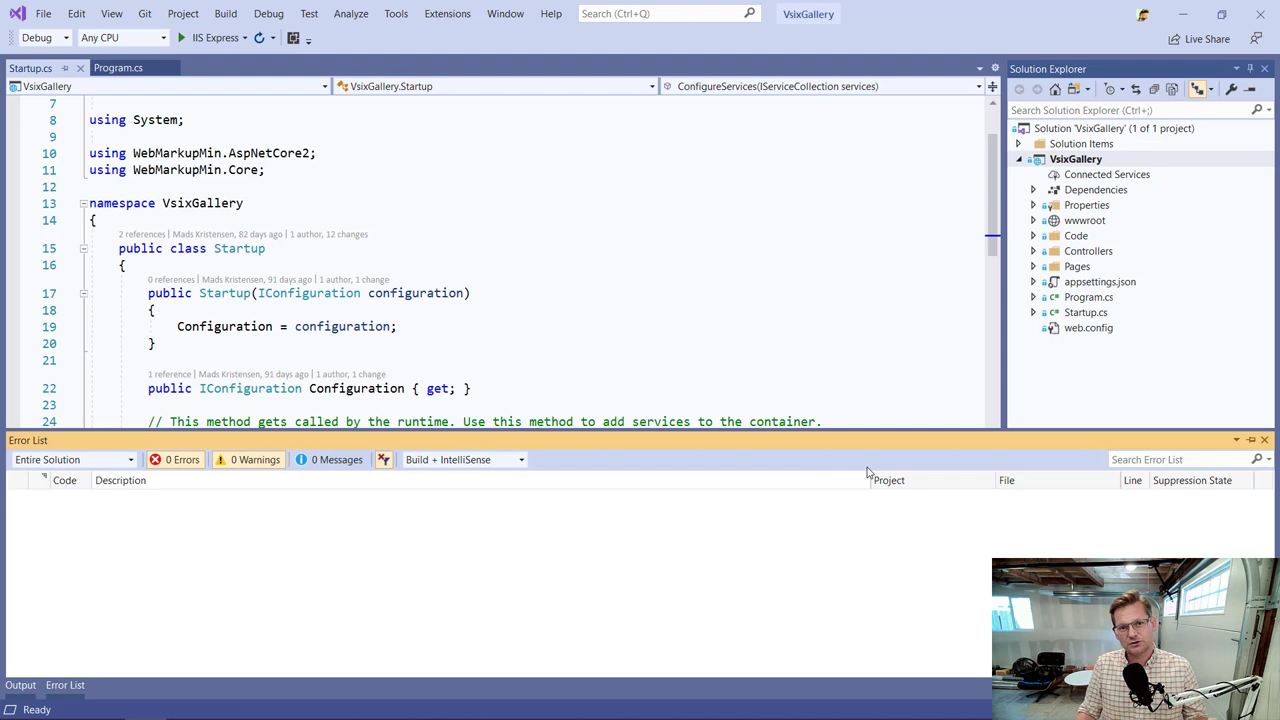 File Edit View Git Project Build Debug Test Analyze Tools Extensions Window Help Search (Ctrl+Q) VsixGallery
Debug Any CPU IIS Express Live Share
Startup.cs Program.cs
VsixGallery VsixGallery.Startup ConfigureServices(IServiceCollection services)
7
8 using System;
9
10 using WebMarkupMin.AspNetCore2;
11 using WebMarkupMin.Core;
12
13 namespace VsixGallery
14 {
2 references | Mads Kristensen, 82 days ago | 1 author, 12 changes
15 public class Startup
16 {
0 references | Mads Kristensen, 91 days ago | 1 author, 1 change
17 public Startup(IConfiguration configuration)
18 {
19 Configuration = configuration;
20 }
21
1 reference | Mads Kristensen, 91 days ago | 1 author, 1 change
22 public IConfiguration Configuration { get; }
23
24 // This method gets called by the runtime. Use this method to add services to the container.
Solution Explorer
Search Solution Explorer (Ctrl+;)
Solution 'VsixGallery' (1 of 1 project)
Solution Items
VsixGallery
Connected Services
Dependencies
Properties
wwwroot
Code
Controllers
Pages
appsettings.json
Program.cs
Startup.cs
web.config
Error List
Entire Solution 0 Errors 0 Warnings 0 Messages Build + IntelliSense Search Error List
Code Description Project File Line Suppression State
Output Error List
Ready